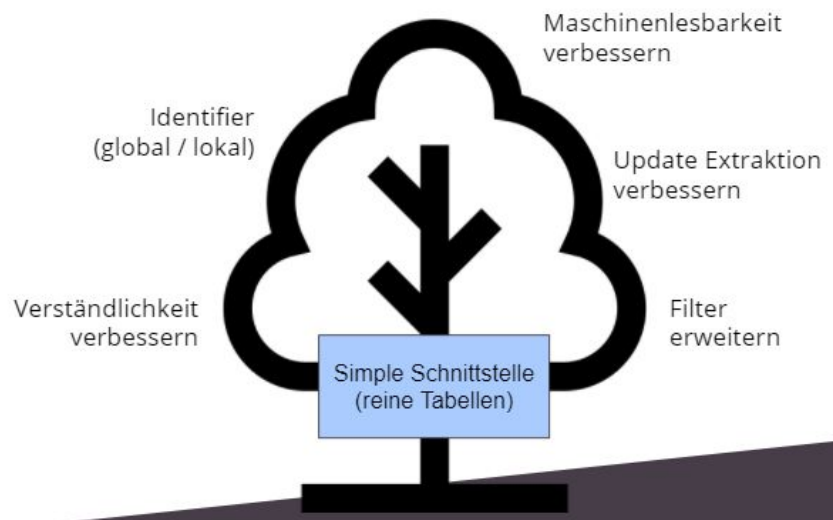 Maschinenlesbarkeit
verbessern
Identifier
(global / lokal)
Update Extraktion
verbessern
Verständlichkeit
verbessern
Filter
erweitern
Simple Schnittstelle
(reine Tabellen)